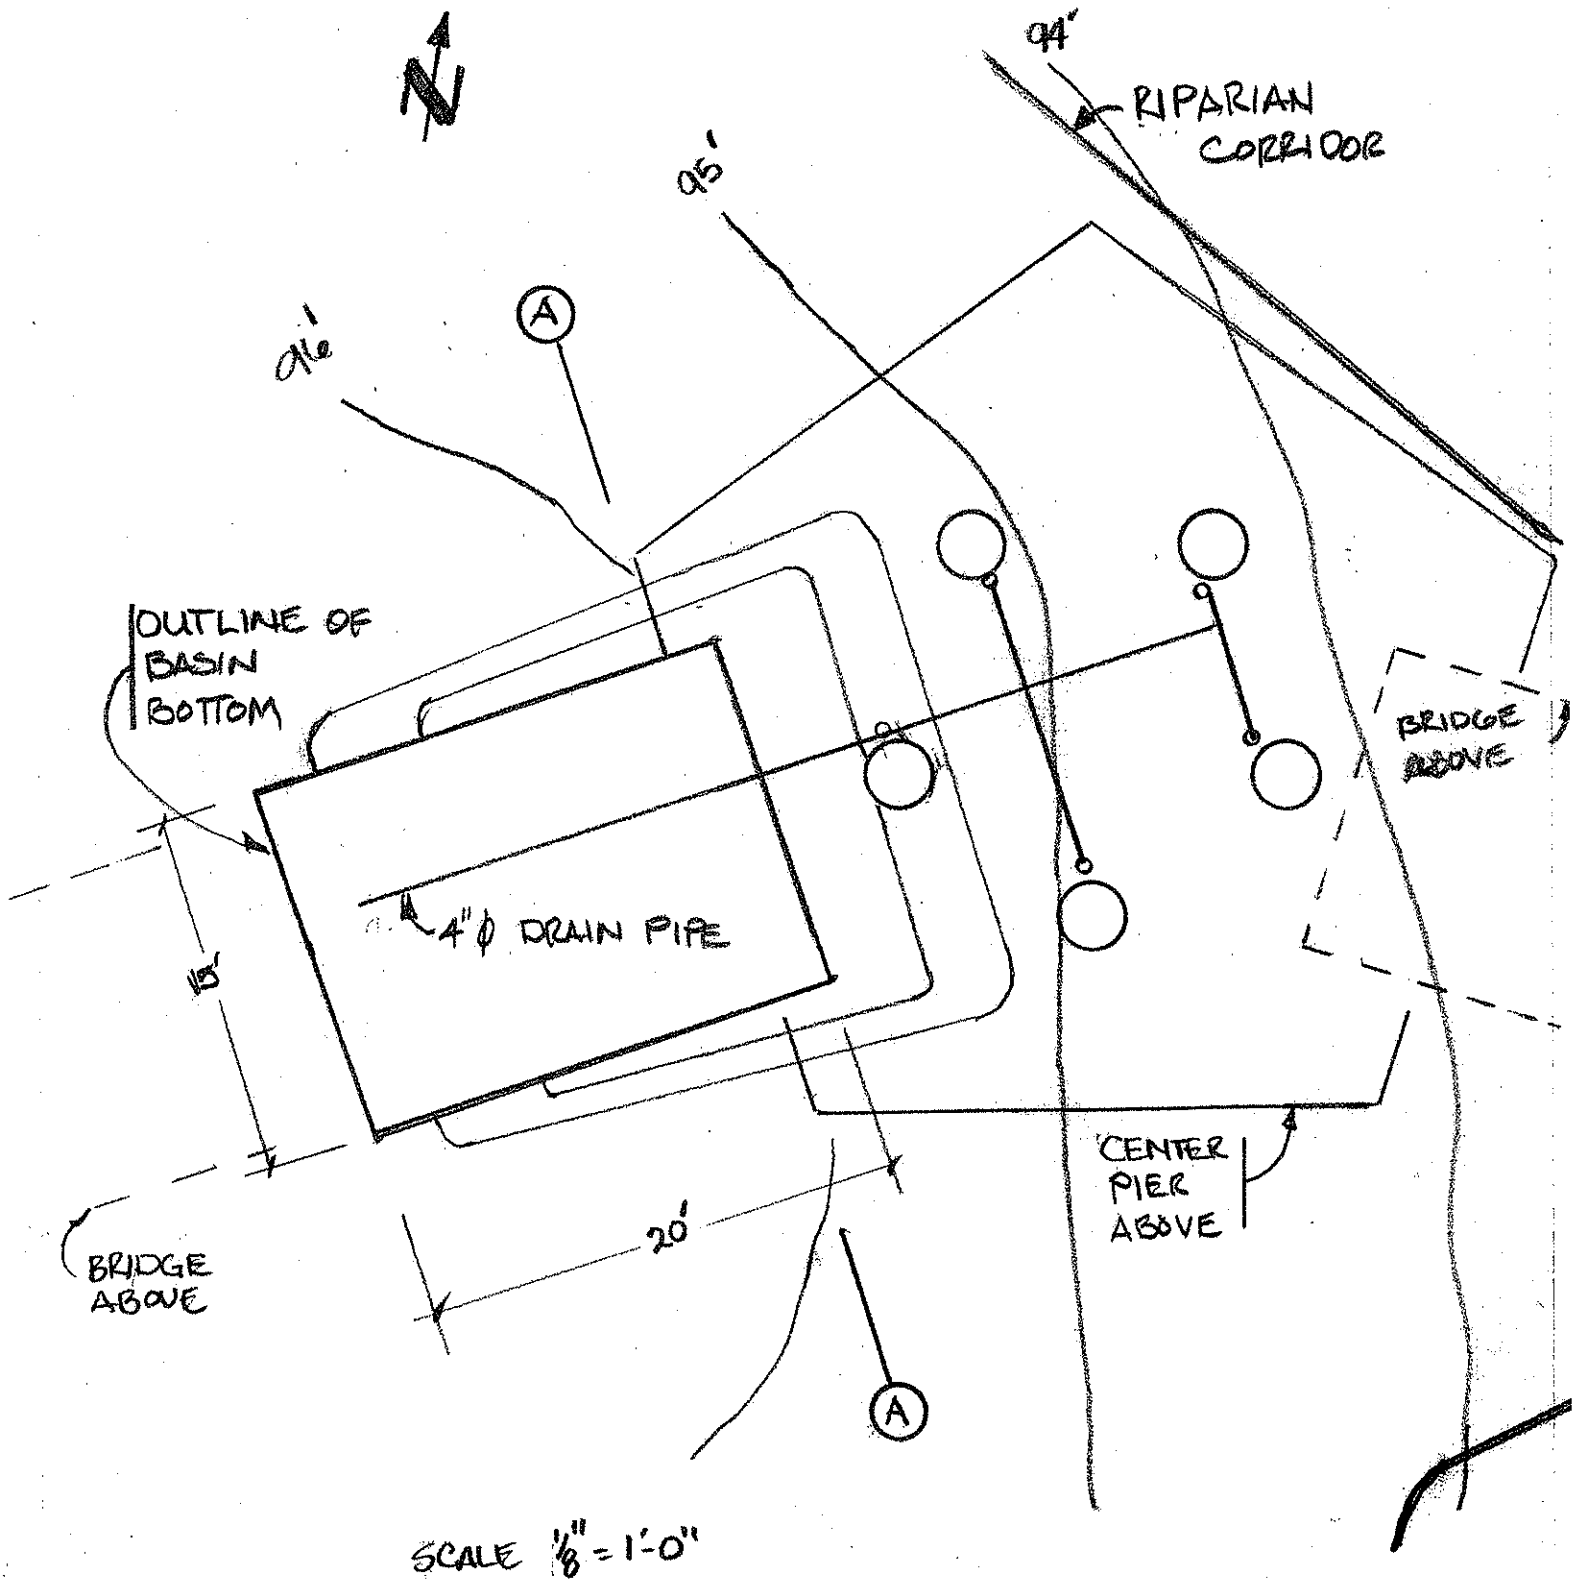 N
94'
RIPARIAN
CORRIDOR
95'
A
96'
OUTLINE OF
BASIN
BOTTOM
BRIDGE
ABOVE
4"ϕ DRAIN PIPE
15'
CENTER
PIER
ABOVE
20'
BRIDGE
ABOVE
A
SCALE 1/8" = 1'-0"